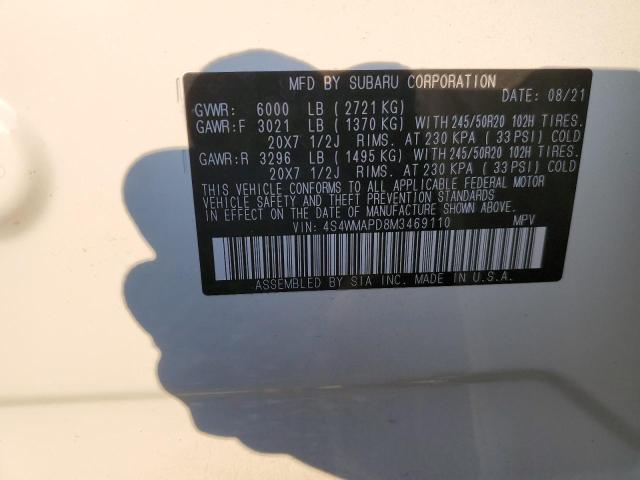 MFD BY SUBARU CORPORATION
DATE: 08/21
GVWR: 6000 LB (2721 KG)
GAWR:F 3021 LB (1370 KG) WITH 245/50R20 102H TIRES.
20X7 1/2J RIMS. AT 230 KPA (33 PSI) COLD
GAWR:R 3296 LB (1495 KG) WITH 245/50R20 102H TIRES.
20X7 1/2J RIMS. AT 230 KPA (33 PSI) COLD
THIS VEHICLE CONFORMS TO ALL APPLICABLE FEDERAL MOTOR
VEHICLE SAFETY AND THEFT PREVENTION STANDARDS
IN EFFECT ON THE DATE OF MANUFACTURE SHOWN ABOVE.
VIN: 4S4WMAPD8M3469110 MPV
ASSEMBLED BY SIA INC. MADE IN U.S.A.